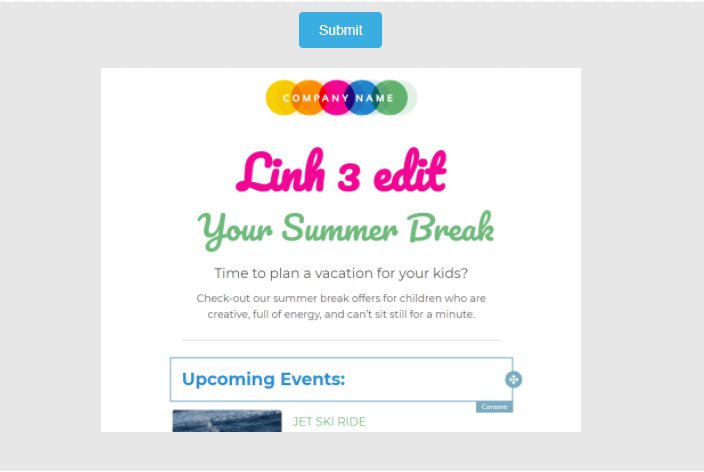 Submit
COMPANY NAME
Linh 3 edit
Your Summer Break
Time to plan a vacation for your kids?
Check-out our summer break offers for children who are
creative, full of energy, and can't sit still for a minute.
Upcoming Events:
Content
JET SKI RIDE